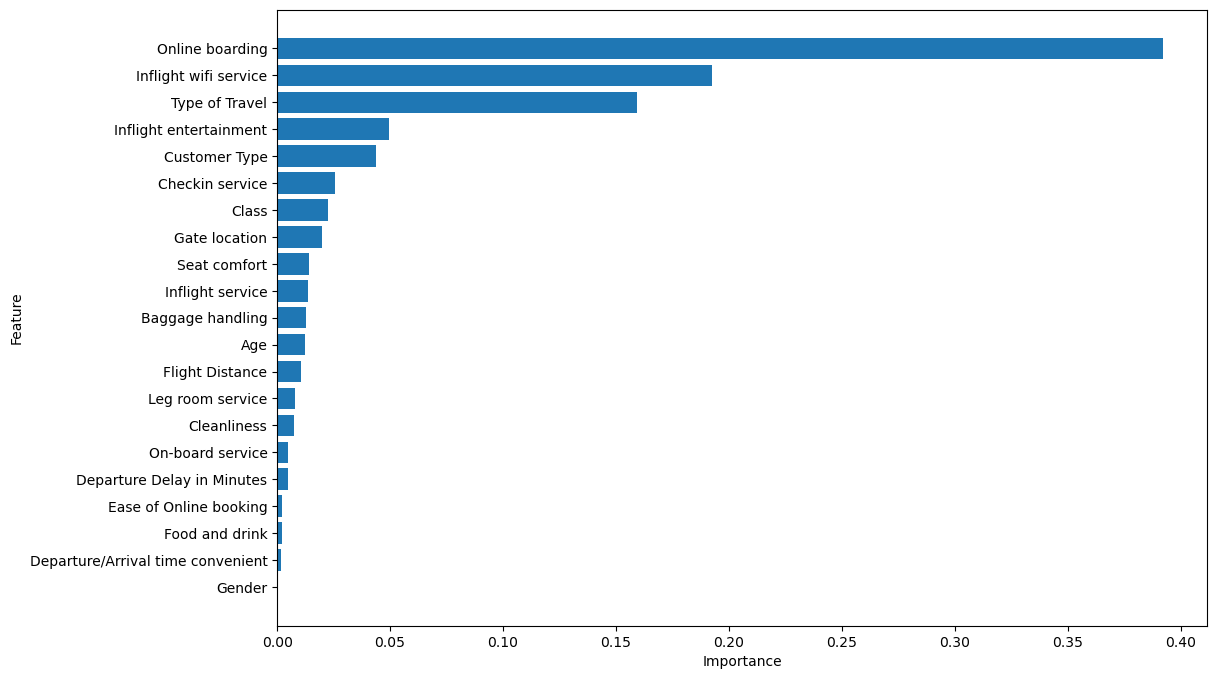 Online boarding
Inflight wifi service
Type of Travel
Inflight entertainment
Customer Type
Checkin service
Class
Gate location
Seat comfort
Inflight service
Baggage handling
Age
Flight Distance
Leg room service
Cleanliness
On-board service
Departure Delay in Minutes
Ease of Online booking
Food and drink
Departure/Arrival time convenient
Gender
Feature
0.00 0.05 0.10 0.15 0.20 0.25 0.30 0.35 0.40
Importance